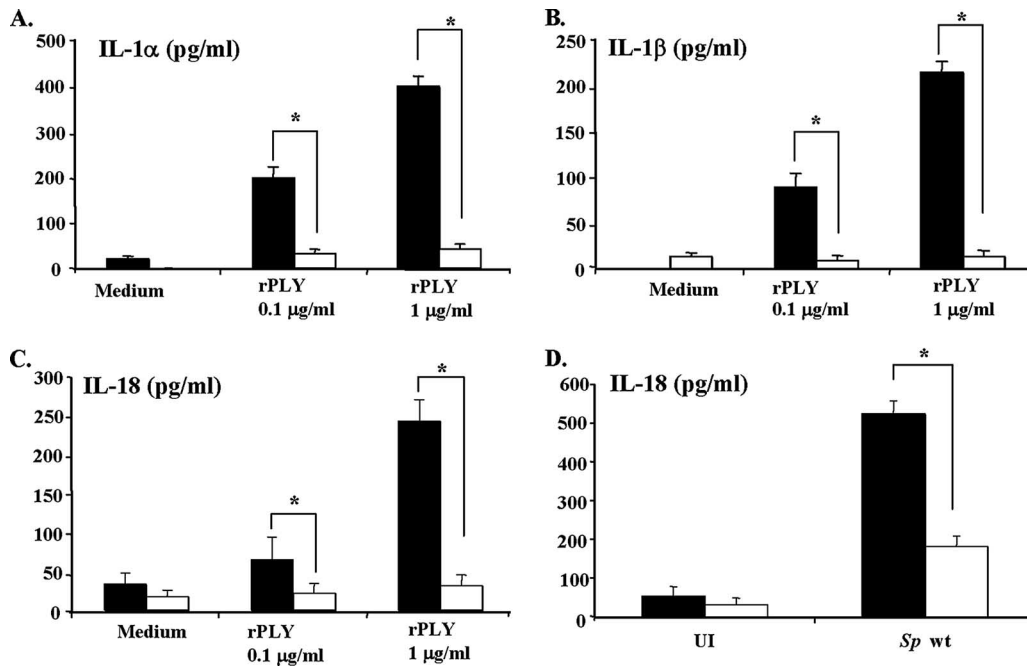 A.
IL-1α (pg/ml)
500
400
300
200
100
0
*
*
Medium
rPLY
0.1 μg/ml
rPLY
1 μg/ml
B.
IL-1β (pg/ml)
250
200
150
100
50
0
*
*
Medium
rPLY
0.1 μg/ml
rPLY
1 μg/ml
C.
IL-18 (pg/ml)
300
250
200
150
100
50
0
*
*
Medium
rPLY
0.1 μg/ml
rPLY
1 μg/ml
D.
IL-18 (pg/ml)
600
500
400
300
200
100
0
*
UI
Sp wt